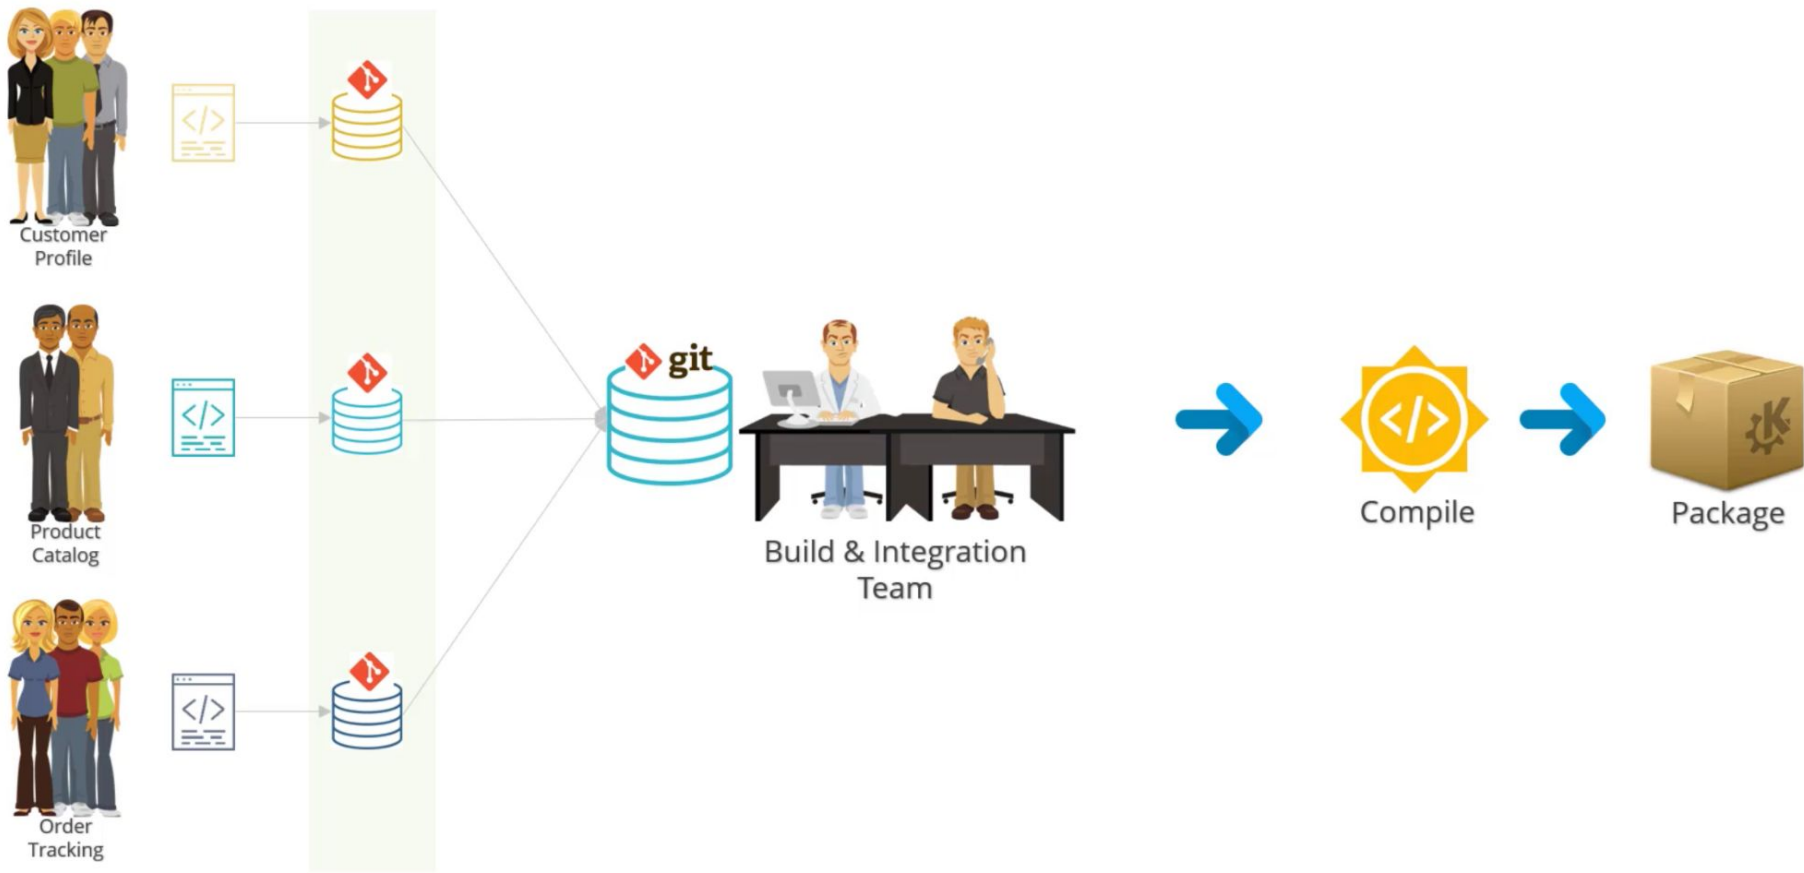 Customer
Profile
</>
Product
Catalog
</>
Order
Tracking
</>
git
Build & Integration
Team
</>
Compile
K
Package